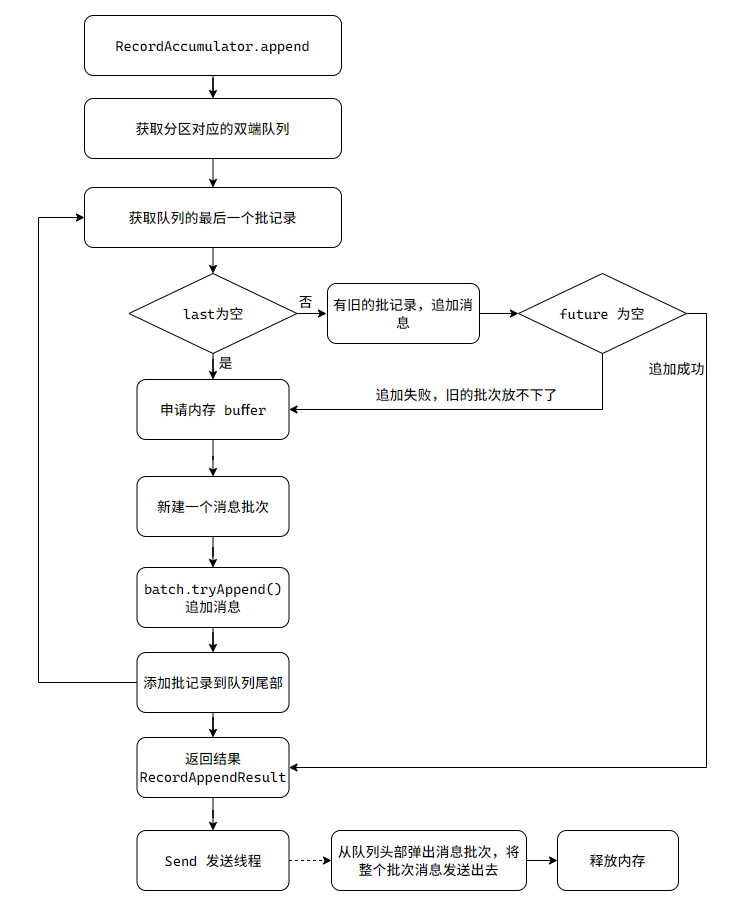 RecordAccumulator.append
获取分区对应的双端队列
获取队列的最后一个批记录
last为空
否
有旧的批记录，追加消
息
future 为空
是
追加成功
追加失败，旧的批次放不下了
申请内存 buffer
新建一个消息批次
batch.tryAppend()
追加消息
添加批记录到队列尾部
返回结果
RecordAppendResult
Send 发送线程
从队列头部弹出消息批次，将
整个批次消息发送出去
释放内存